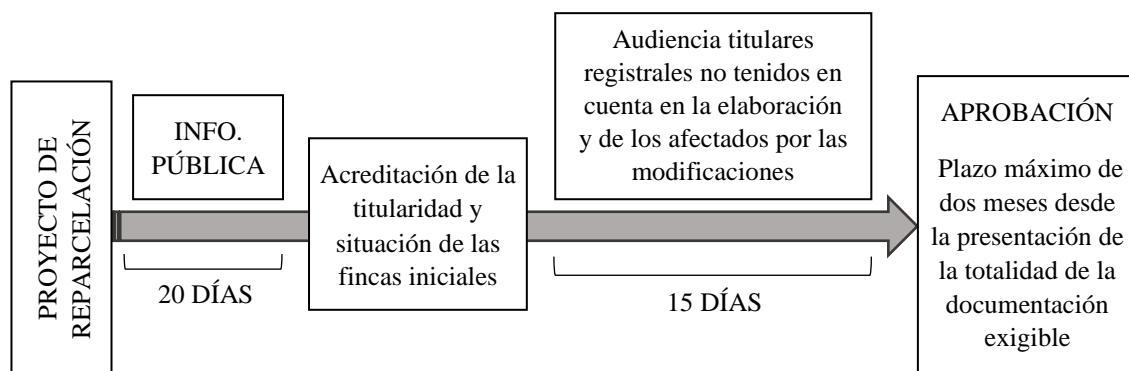 PROYECTO DE
REPARCELACIÓN
INFO.
PÚBLICA
20 DÍAS
Acreditación de la
titularidad y
situación de las
fincas iniciales
Audiencia titulares
registrales no tenidos en
cuenta en la elaboración
y de los afectados por las
modificaciones
15 DÍAS
APROBACIÓN
Plazo máximo de
dos meses desde
la presentación de
la totalidad de la
documentación
exigible